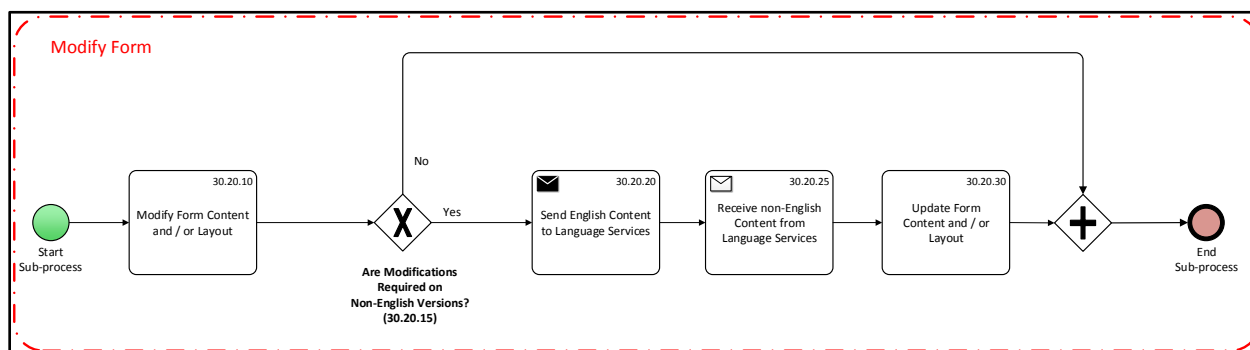 Modify Form
No
30.20.10
Modify Form Content
and / or Layout
Yes
30.20.20
Send English Content
to Language Services
30.20.25
Receive non-English
Content from
Language Services
30.20.30
Update Form
Content and / or
Layout
Start
Sub-process
Are Modifications
Required on
Non-English Versions?
(30.20.15)
End
Sub-process